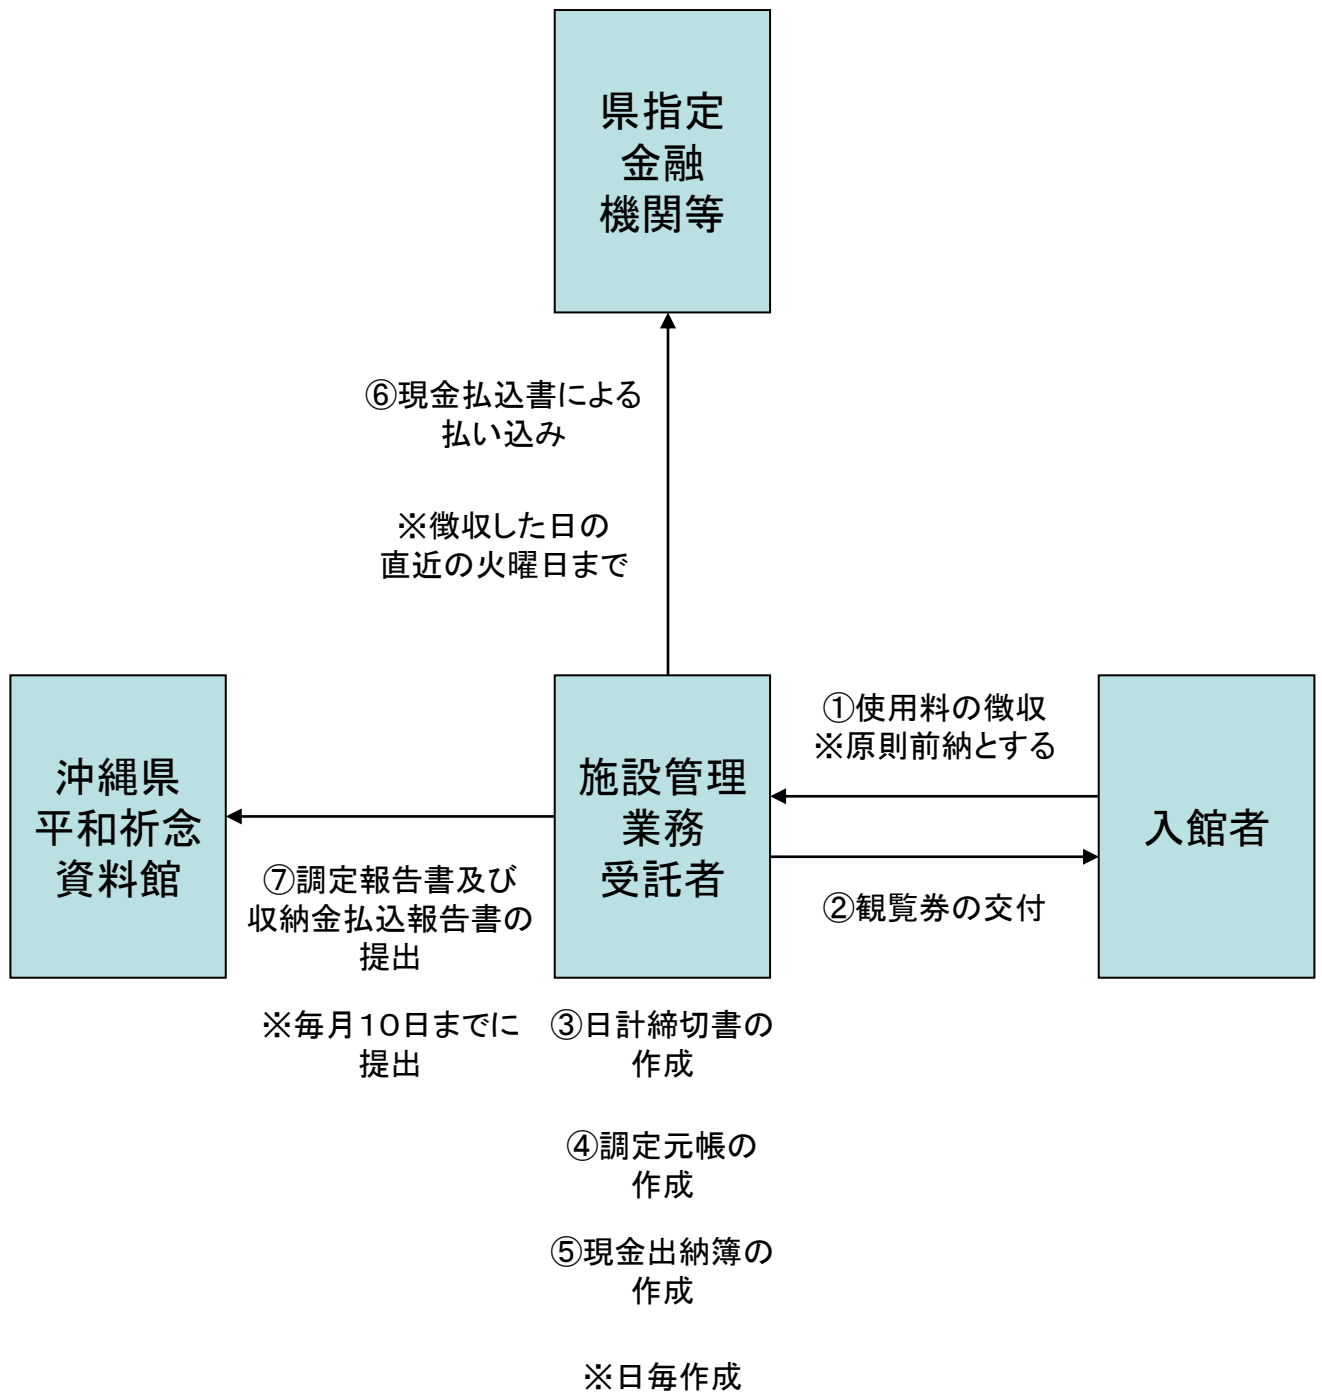 県指定
金融
機関等
⑥現金払込書による
払い込み
※徴収した日の
直近の火曜日まで
沖縄県
平和祈念
資料館
施設管理
業務
受託者
①使用料の徴収
※原則前納とする
入館者
②観覧券の交付
⑦調定報告書及び
収納金払込報告書の
提出
※毎月10日までに
提出
③日計締切書の
作成
④調定元帳の
作成
⑤現金出納簿の
作成
※日毎作成